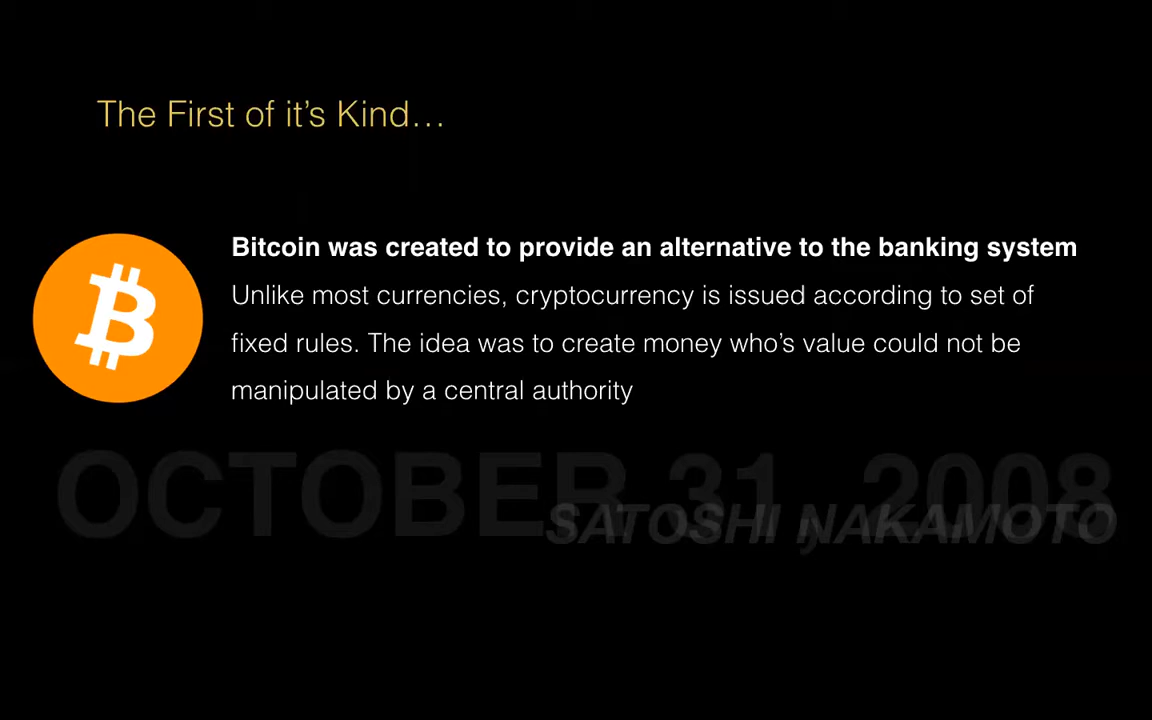 The First of it’s Kind…
Bitcoin was created to provide an alternative to the banking system
Unlike most currencies, cryptocurrency is issued according to set of
fixed rules. The idea was to create money who’s value could not be
manipulated by a central authority
OCTOBER 31, 2008
SATOSHI NAKAMOTO